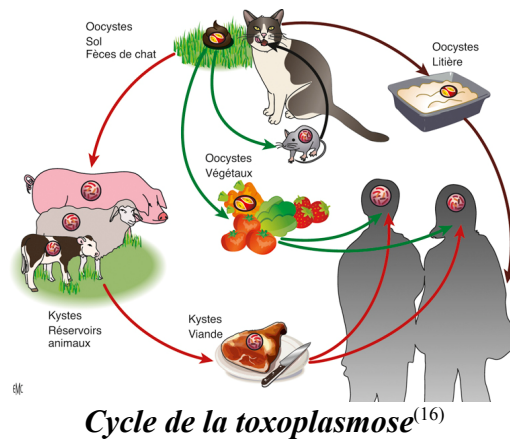 Oocystes
Sol
Fèces de chat
Oocystes
Litière
Oocystes
Végétaux
Kystes
Réservoirs
animaux
Kystes
Viande
EMC
Cycle de la toxoplasmose(16)